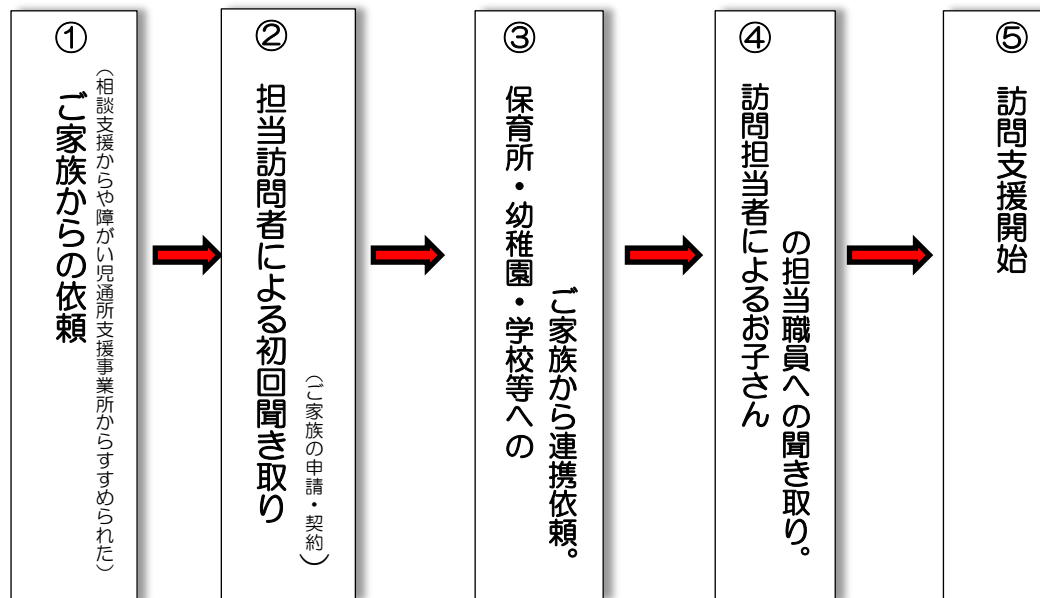 ①
ご家族からの依頼
（相談支援からや障がい児通所支援事業所からすすめられた）
②
担当訪問者による初回聞き取り
（ご家族の申請・契約）
③
保育所・幼稚園・学校等への
ご家族から連携依頼。
④
訪問担当者によるお子さん
の担当職員への聞き取り。
⑤
訪問支援開始